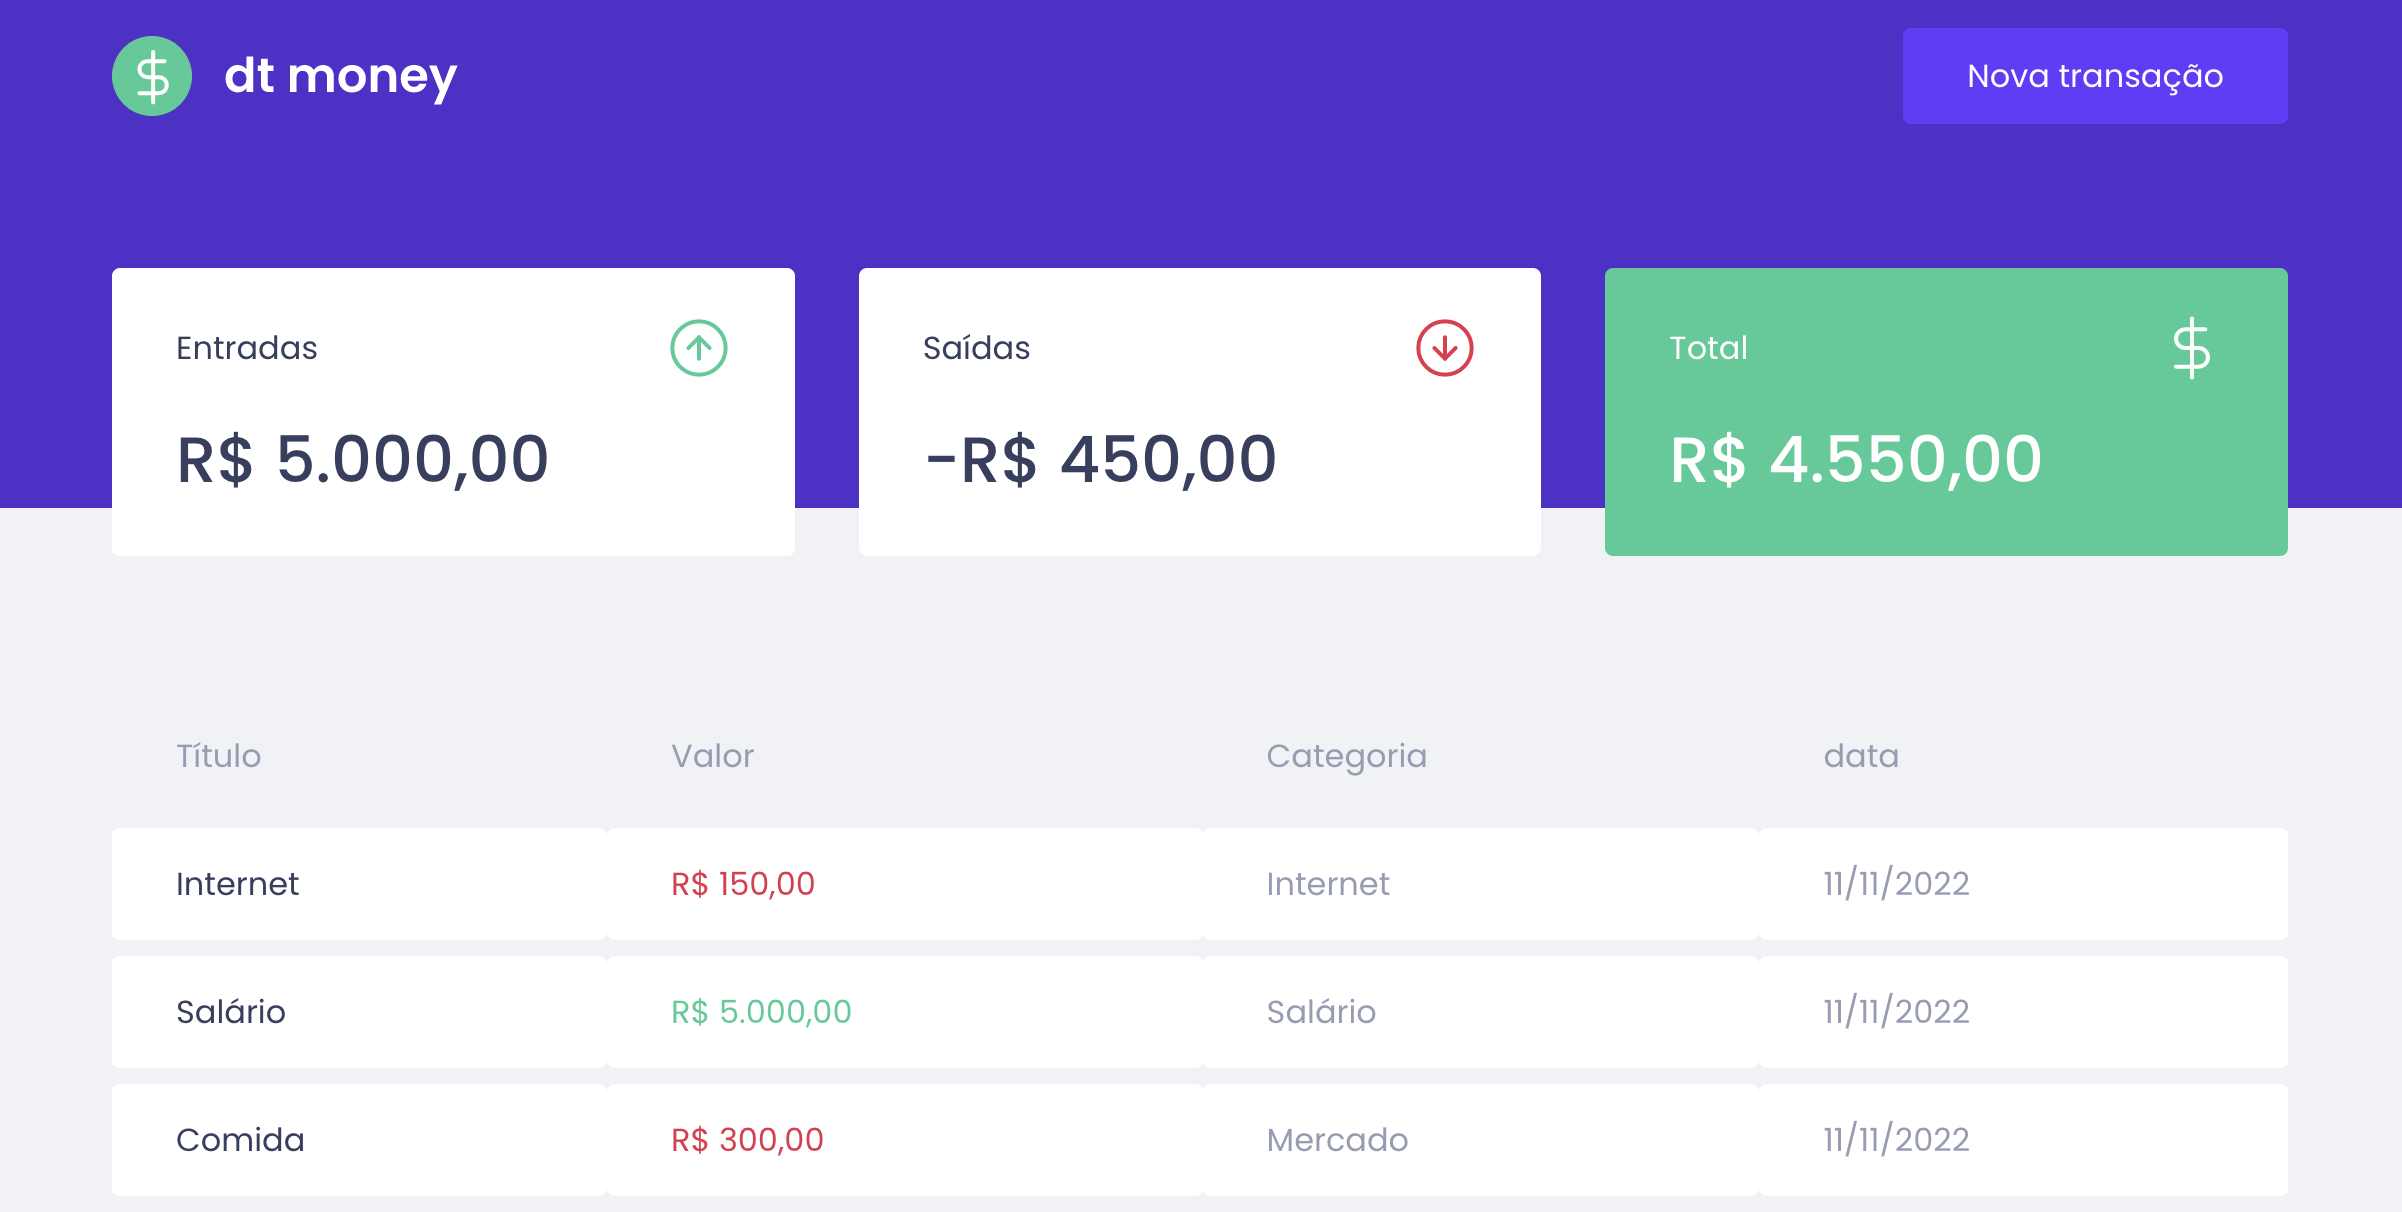 dt money
Nova transação
Entradas
R$ 5.000,00
Saídas
-R$ 450,00
Total
R$ 4.550,00
Título Valor Categoria data
Internet R$ 150,00 Internet 11/11/2022
Salário R$ 5.000,00 Salário 11/11/2022
Comida R$ 300,00 Mercado 11/11/2022